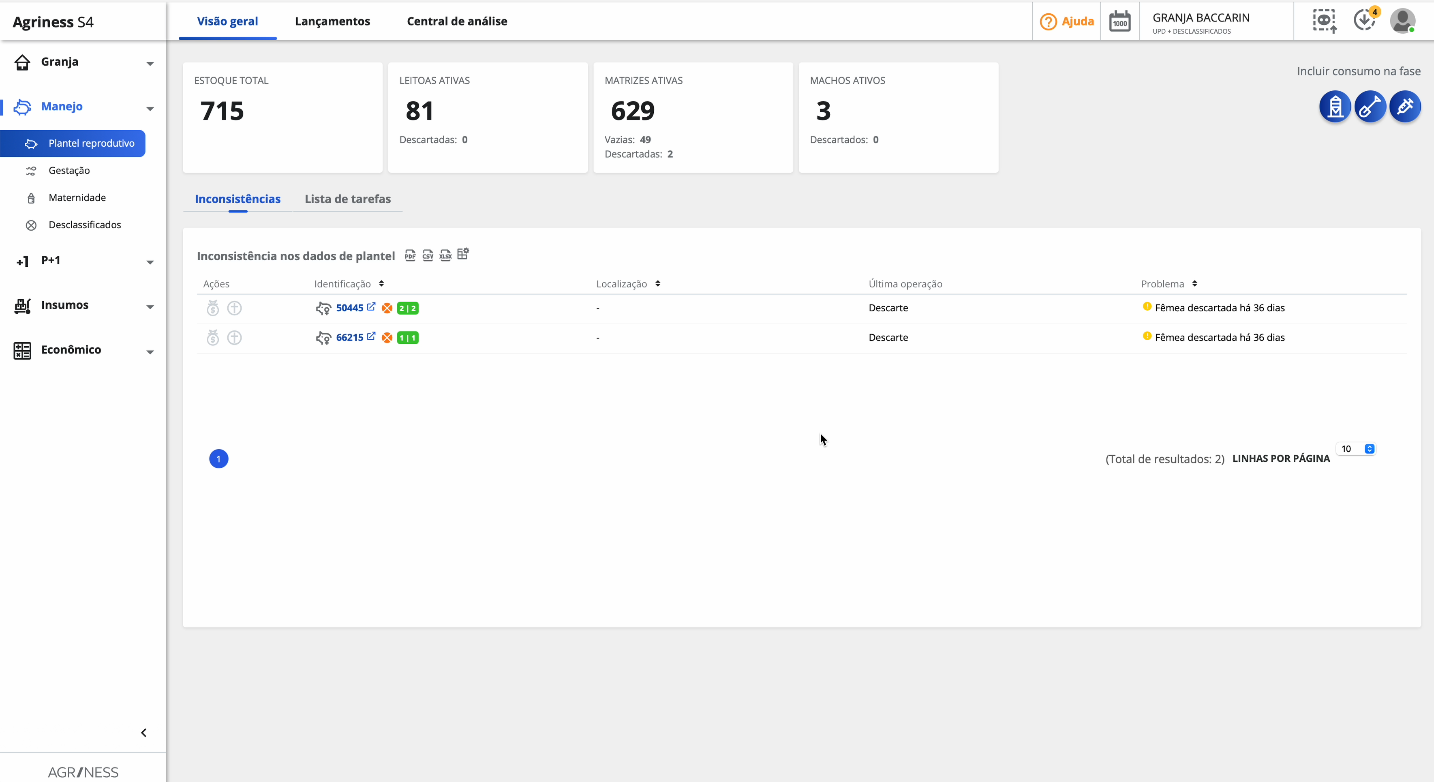 Agriness S4
Visão geral
Lançamentos
Central de análise
Ajuda
1000
GRANJA BACCARIN
UPD + DESCLASSIFICADOS
4
Granja
Manejo
Plantel reprodutivo
Gestação
Maternidade
Desclassificados
P+1
Insumos
Econômico
AGRINESS
Incluir consumo na fase
ESTOQUE TOTAL
715
LEITOAS ATIVAS
81
Descartadas: 0
MATRIZES ATIVAS
629
Vazias: 49
Descartadas: 2
MACHOS ATIVOS
3
Descartados: 0
Inconsistências
Lista de tarefas
Inconsistência nos dados de plantel PDF CSV XLSX
Ações Identificação Localização Última operação Problema
50445 2 | 2 - Descarte Fêmea descartada há 36 dias
66215 1 | 1 - Descarte Fêmea descartada há 36 dias
1
(Total de resultados: 2) LINHAS POR PÁGINA 10